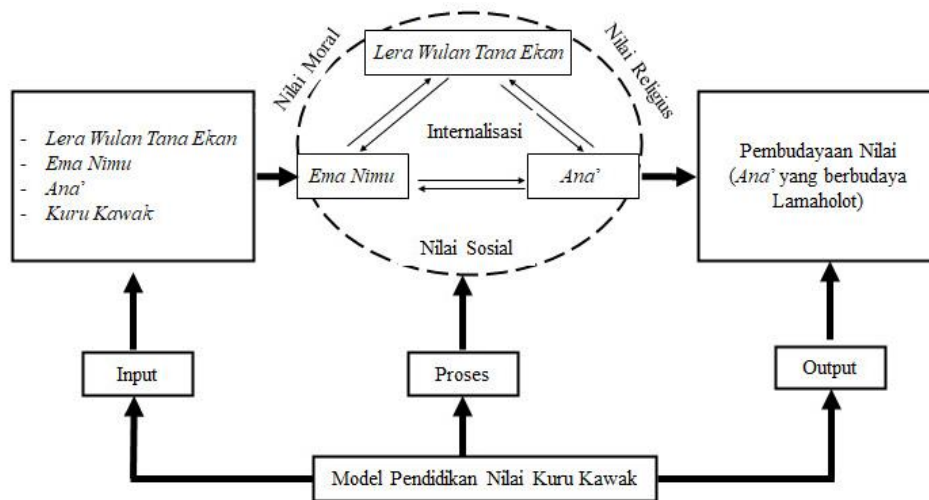 - Lera Wulan Tana Ekan
- Ema Nimu
- Ana’
- Kuru Kawak
Nilai Moral
Lera Wulan Tana Ekan
Nilai Religius
Internalisasi
Ema Nimu
Ana’
Nilai Sosial
Pembudayaan Nilai
(Ana’ yang berbudaya
Lamaholot)
Input
Proses
Output
Model Pendidikan Nilai Kuru Kawak